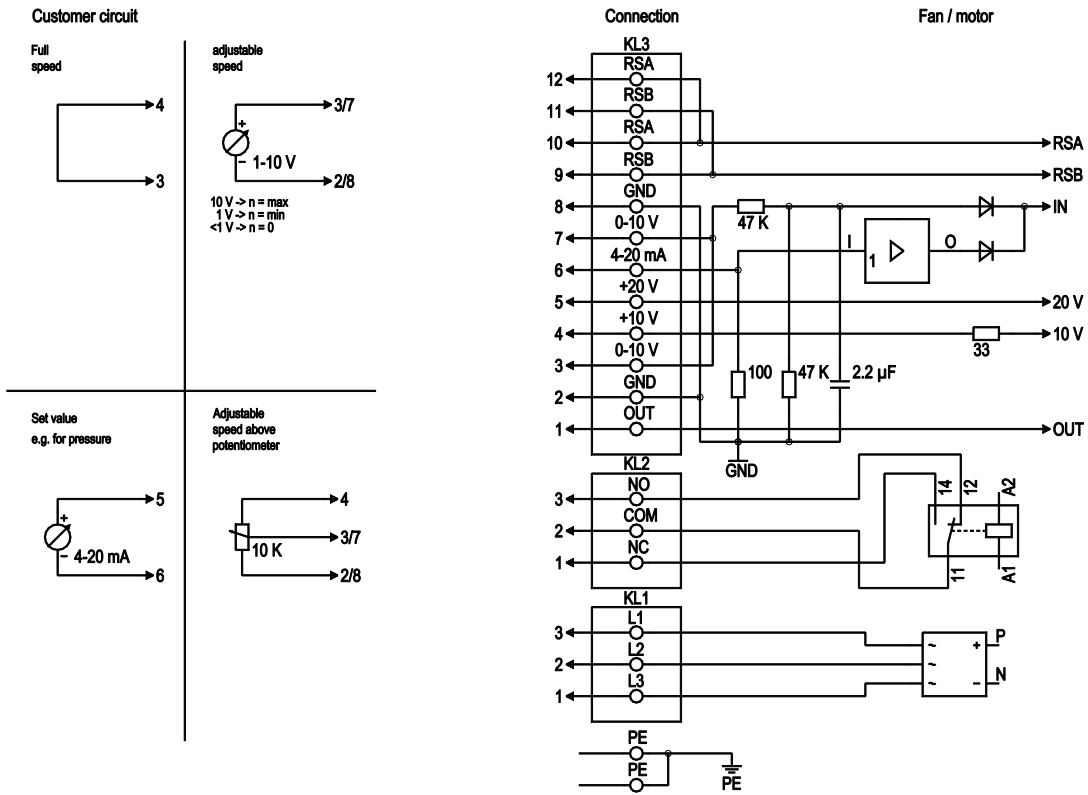 Customer circuit
Connection
Fan / motor
Full
speed
4
3
adjustable
speed
3/7
+
−
1-10 V
2/8
10 V -> n = max
1 V -> n = min
<1 V -> n = 0
Set value
e.g. for pressure
5
+
−
4-20 mA
6
Adjustable
speed above
potentiometer
4
3/7
10 K
2/8
KL3
RSA
12
RSB
11
RSA
10
RSA
RSB
9
RSB
GND
8
47 K
IN
0-10 V
7
I
1
O
4-20 mA
6
+20 V
5
20 V
+10 V
4
33
10 V
0-10 V
3
100
47 K
2.2 µF
GND
2
OUT
1
OUT
GND
KL2
NO
3
COM
2
NC
1
14
12
A2
11
A1
KL1
L1
3
L2
2
L3
1
~
~
~
+
−
P
N
PE
PE
PE